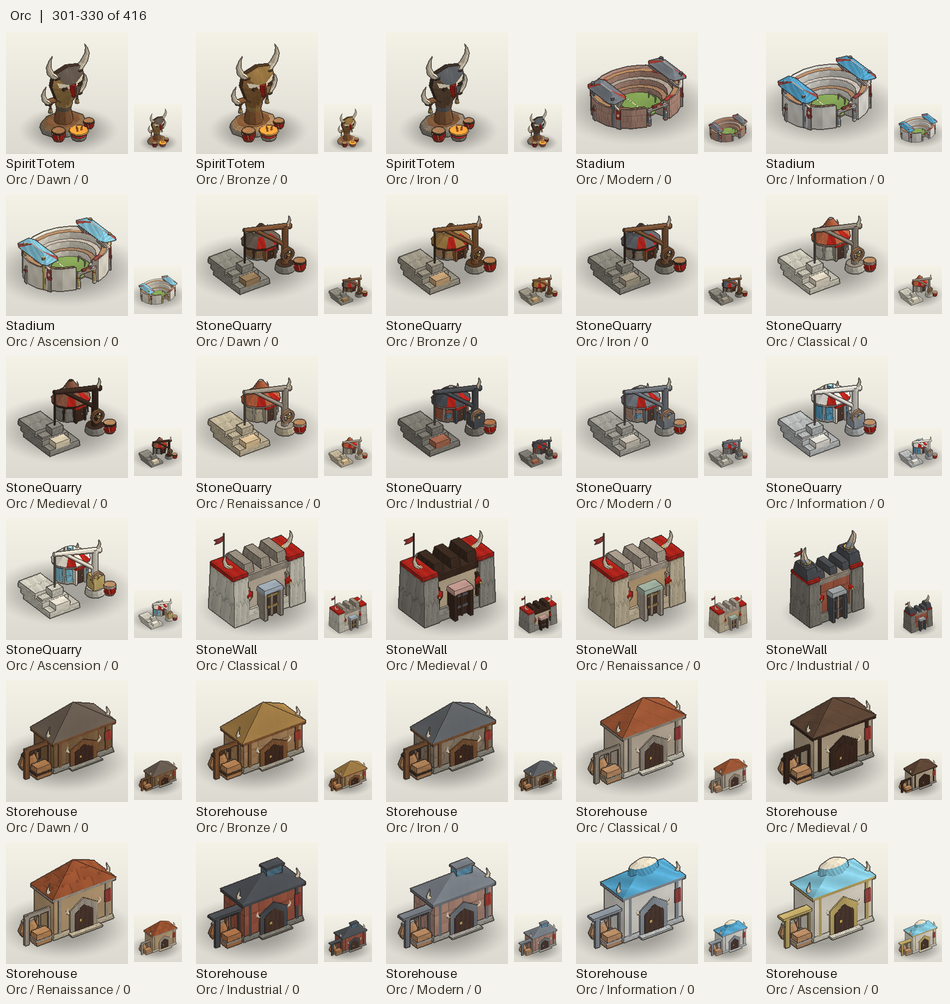 Orc | 301-330 of 416
SpiritTotem
Orc / Dawn / 0
SpiritTotem
Orc / Bronze / 0
SpiritTotem
Orc / Iron / 0
Stadium
Orc / Modern / 0
Stadium
Orc / Information / 0
Stadium
Orc / Ascension / 0
StoneQuarry
Orc / Dawn / 0
StoneQuarry
Orc / Bronze / 0
StoneQuarry
Orc / Iron / 0
StoneQuarry
Orc / Classical / 0
StoneQuarry
Orc / Medieval / 0
StoneQuarry
Orc / Renaissance / 0
StoneQuarry
Orc / Industrial / 0
StoneQuarry
Orc / Modern / 0
StoneQuarry
Orc / Information / 0
StoneQuarry
Orc / Ascension / 0
StoneWall
Orc / Classical / 0
StoneWall
Orc / Medieval / 0
StoneWall
Orc / Renaissance / 0
StoneWall
Orc / Industrial / 0
Storehouse
Orc / Dawn / 0
Storehouse
Orc / Bronze / 0
Storehouse
Orc / Iron / 0
Storehouse
Orc / Classical / 0
Storehouse
Orc / Medieval / 0
Storehouse
Orc / Renaissance / 0
Storehouse
Orc / Industrial / 0
Storehouse
Orc / Modern / 0
Storehouse
Orc / Information / 0
Storehouse
Orc / Ascension / 0